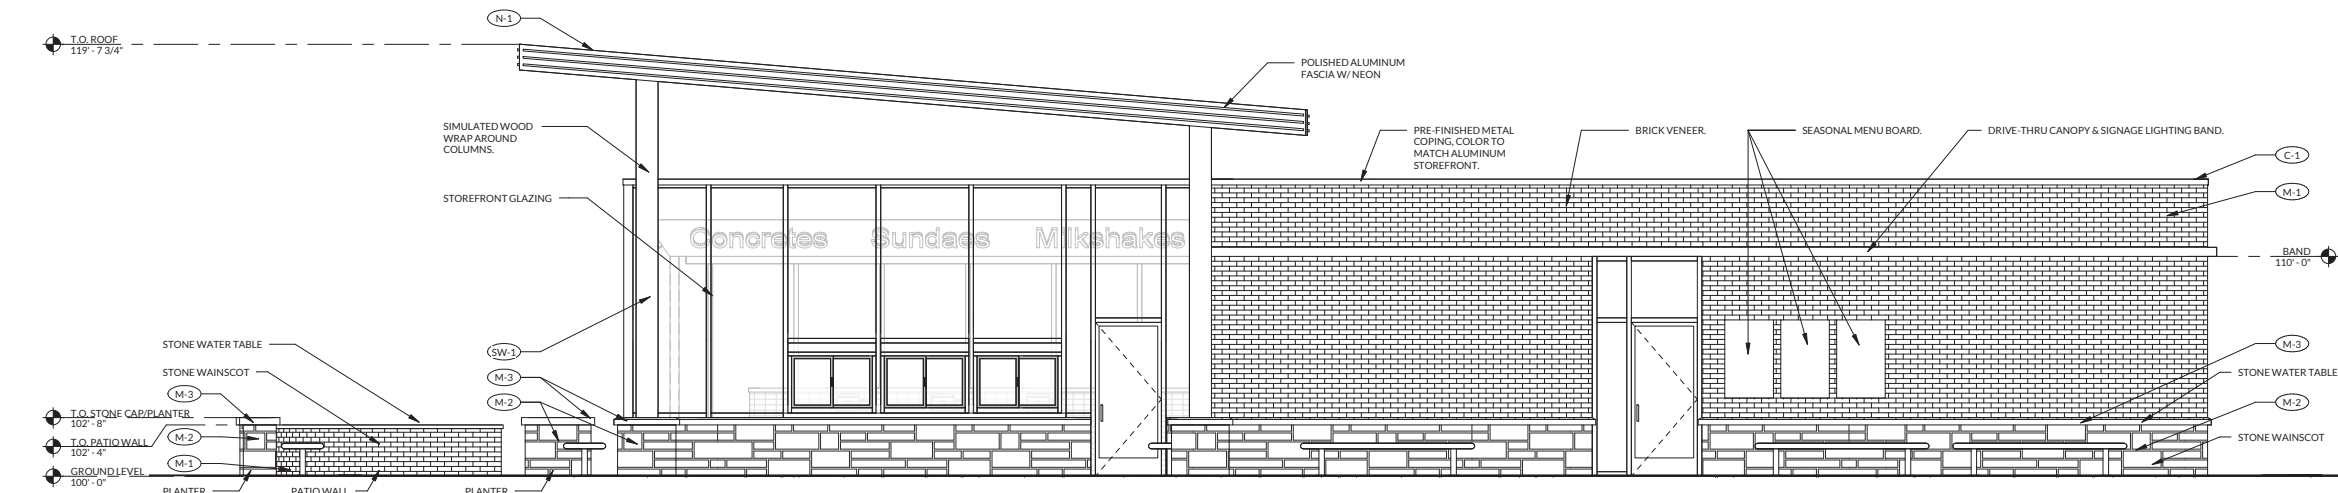 N-1
T.O. ROOF
119' - 7 3/4"
POLISHED ALUMINUM
FASCIA W/ NEON
SIMULATED WOOD
WRAP AROUND
COLUMNS.
PRE-FINISHED METAL
COPING, COLOR TO
MATCH ALUMINUM
STOREFRONT.
BRICK VENEER.
SEASONAL MENU BOARD.
DRIVE-THRU CANOPY & SIGNAGE LIGHTING BAND.
C-1
M-1
STOREFRONT GLAZING
Concretes Sundaes Milkshakes
BAND
110' - 0"
STONE WATER TABLE
SW-1
M-3
STONE WAINSCOT
M-3
STONE WATER TABLE
M-3
M-2
M-2
T.O. STONE CAP/PLANTER
102' - 8"
M-2
STONE WAINSCOT
T.O. PATIO WALL
102' - 4"
M-1
GROUND LEVEL
100' - 0"
PLANTER
PATIO WALL
PLANTER